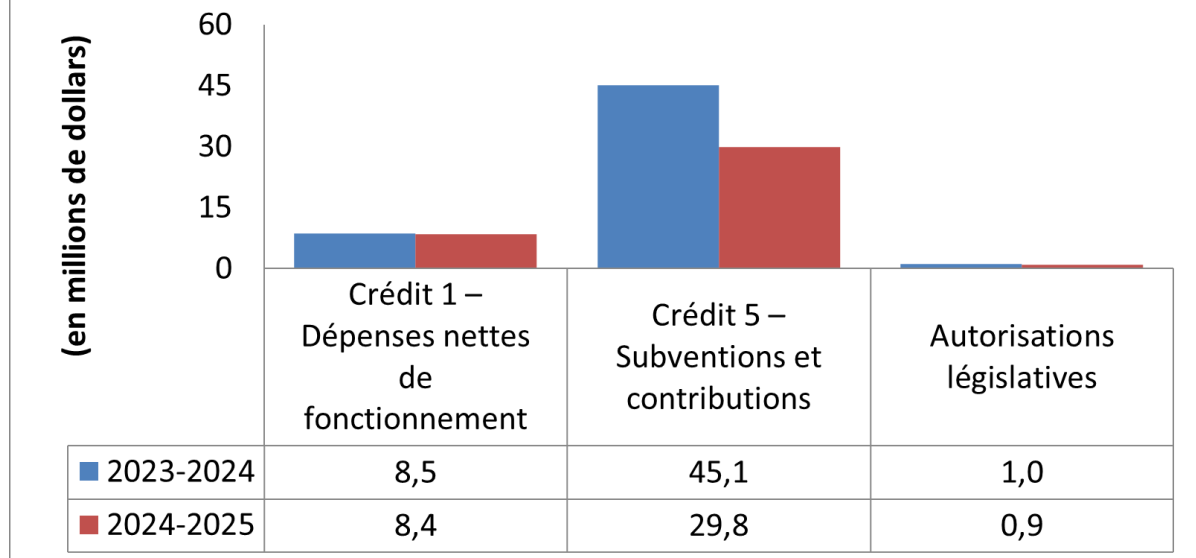 (en millions de dollars)
60
45
30
15
0
Crédit 1 –
Dépenses nettes
de
fonctionnement
Crédit 5 –
Subventions et
contributions
Autorisations
législatives
2023-2024 8,5 45,1 1,0
2024-2025 8,4 29,8 0,9